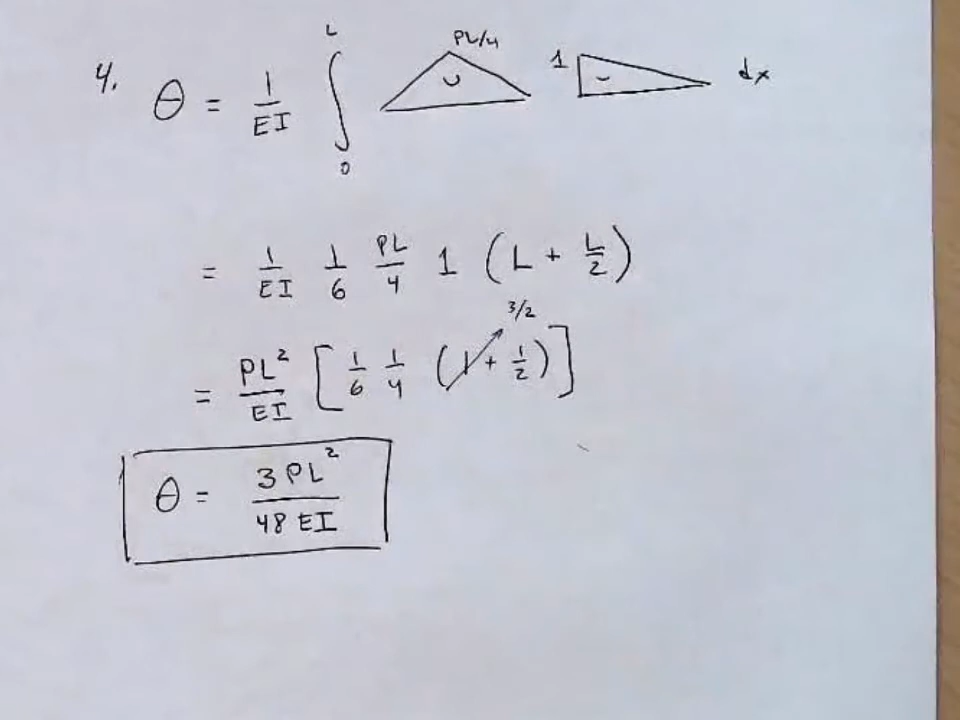 4. θ = 1/EI ∫₀ᴸ PL/4 1 dx
= 1/EI 1/6 PL/4 1 (L + L/2)
= PL²/EI [1/6 1/4 (1 + 1/2)] 3/2
θ = 3PL²/48EI